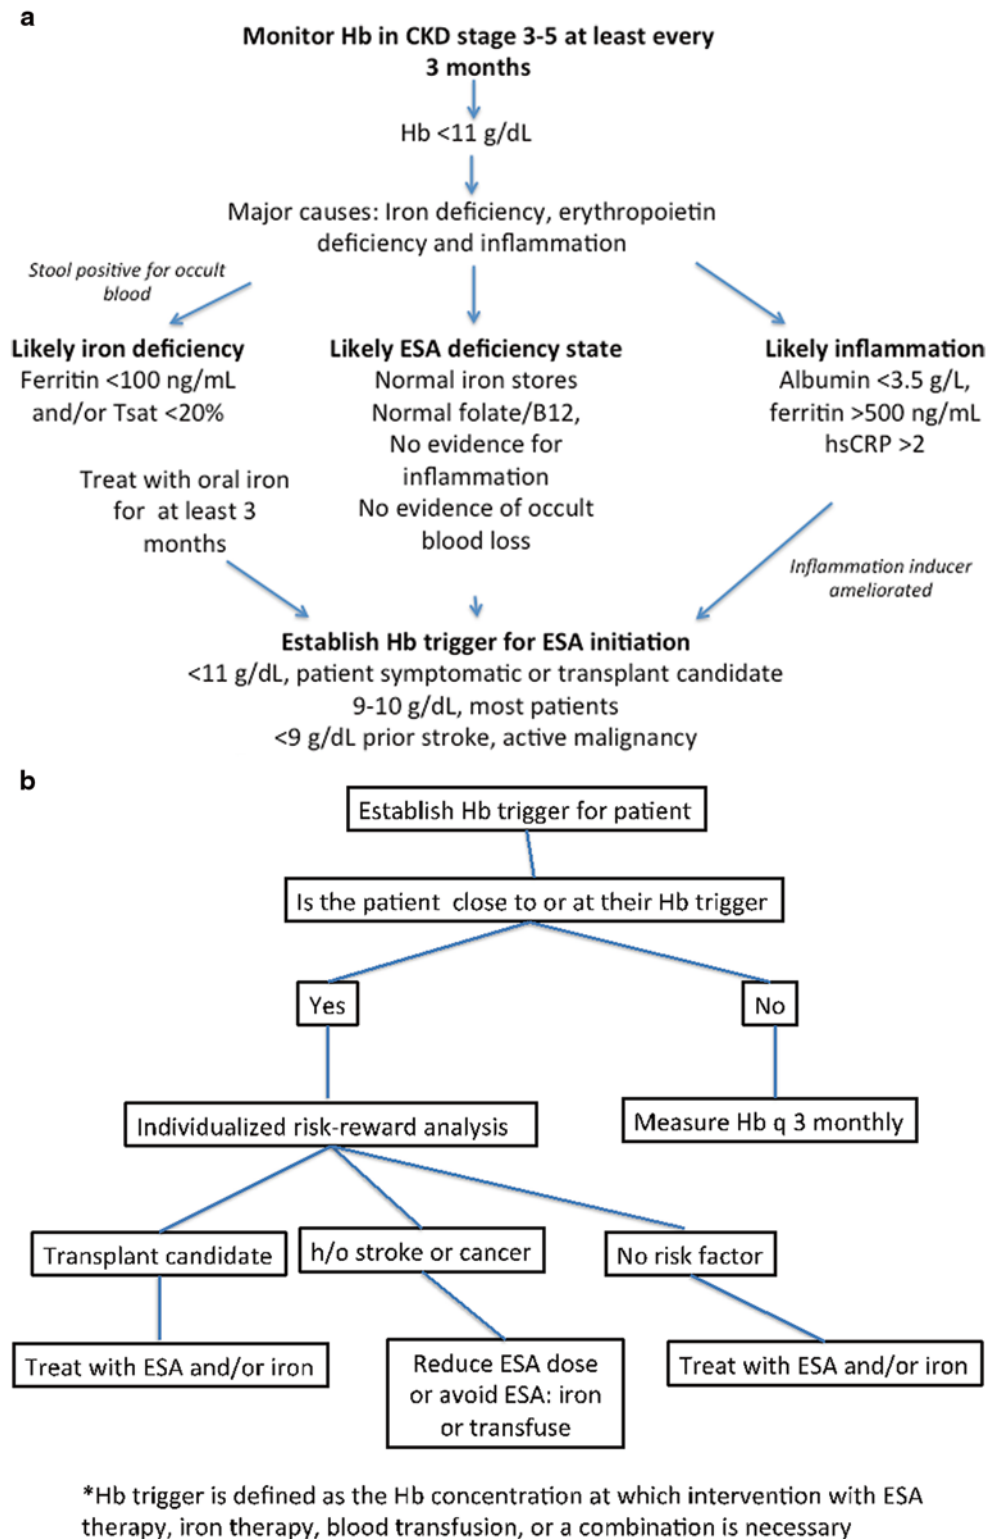 a
Monitor Hb in CKD stage 3-5 at least every
3 months
Hb <11 g/dL
Major causes: Iron deficiency, erythropoietin
deficiency and inflammation
Stool positive for occult
blood
Likely iron deficiency
Ferritin <100 ng/mL
and/or Tsat <20%
Treat with oral iron
for at least 3
months
Likely ESA deficiency state
Normal iron stores
Normal folate/B12,
No evidence for
inflammation
No evidence of occult
blood loss
Likely inflammation
Albumin <3.5 g/L,
ferritin >500 ng/mL
hsCRP >2
Inflammation inducer
ameliorated
Establish Hb trigger for ESA initiation
<11 g/dL, patient symptomatic or transplant candidate
9-10 g/dL, most patients
<9 g/dL prior stroke, active malignancy
b
Establish Hb trigger for patient
Is the patient close to or at their Hb trigger
Yes
No
Individualized risk-reward analysis
Measure Hb q 3 monthly
Transplant candidate
h/o stroke or cancer
No risk factor
Treat with ESA and/or iron
Reduce ESA dose
or avoid ESA: iron
or transfuse
Treat with ESA and/or iron
*Hb trigger is defined as the Hb concentration at which intervention with ESA
therapy, iron therapy, blood transfusion, or a combination is necessary